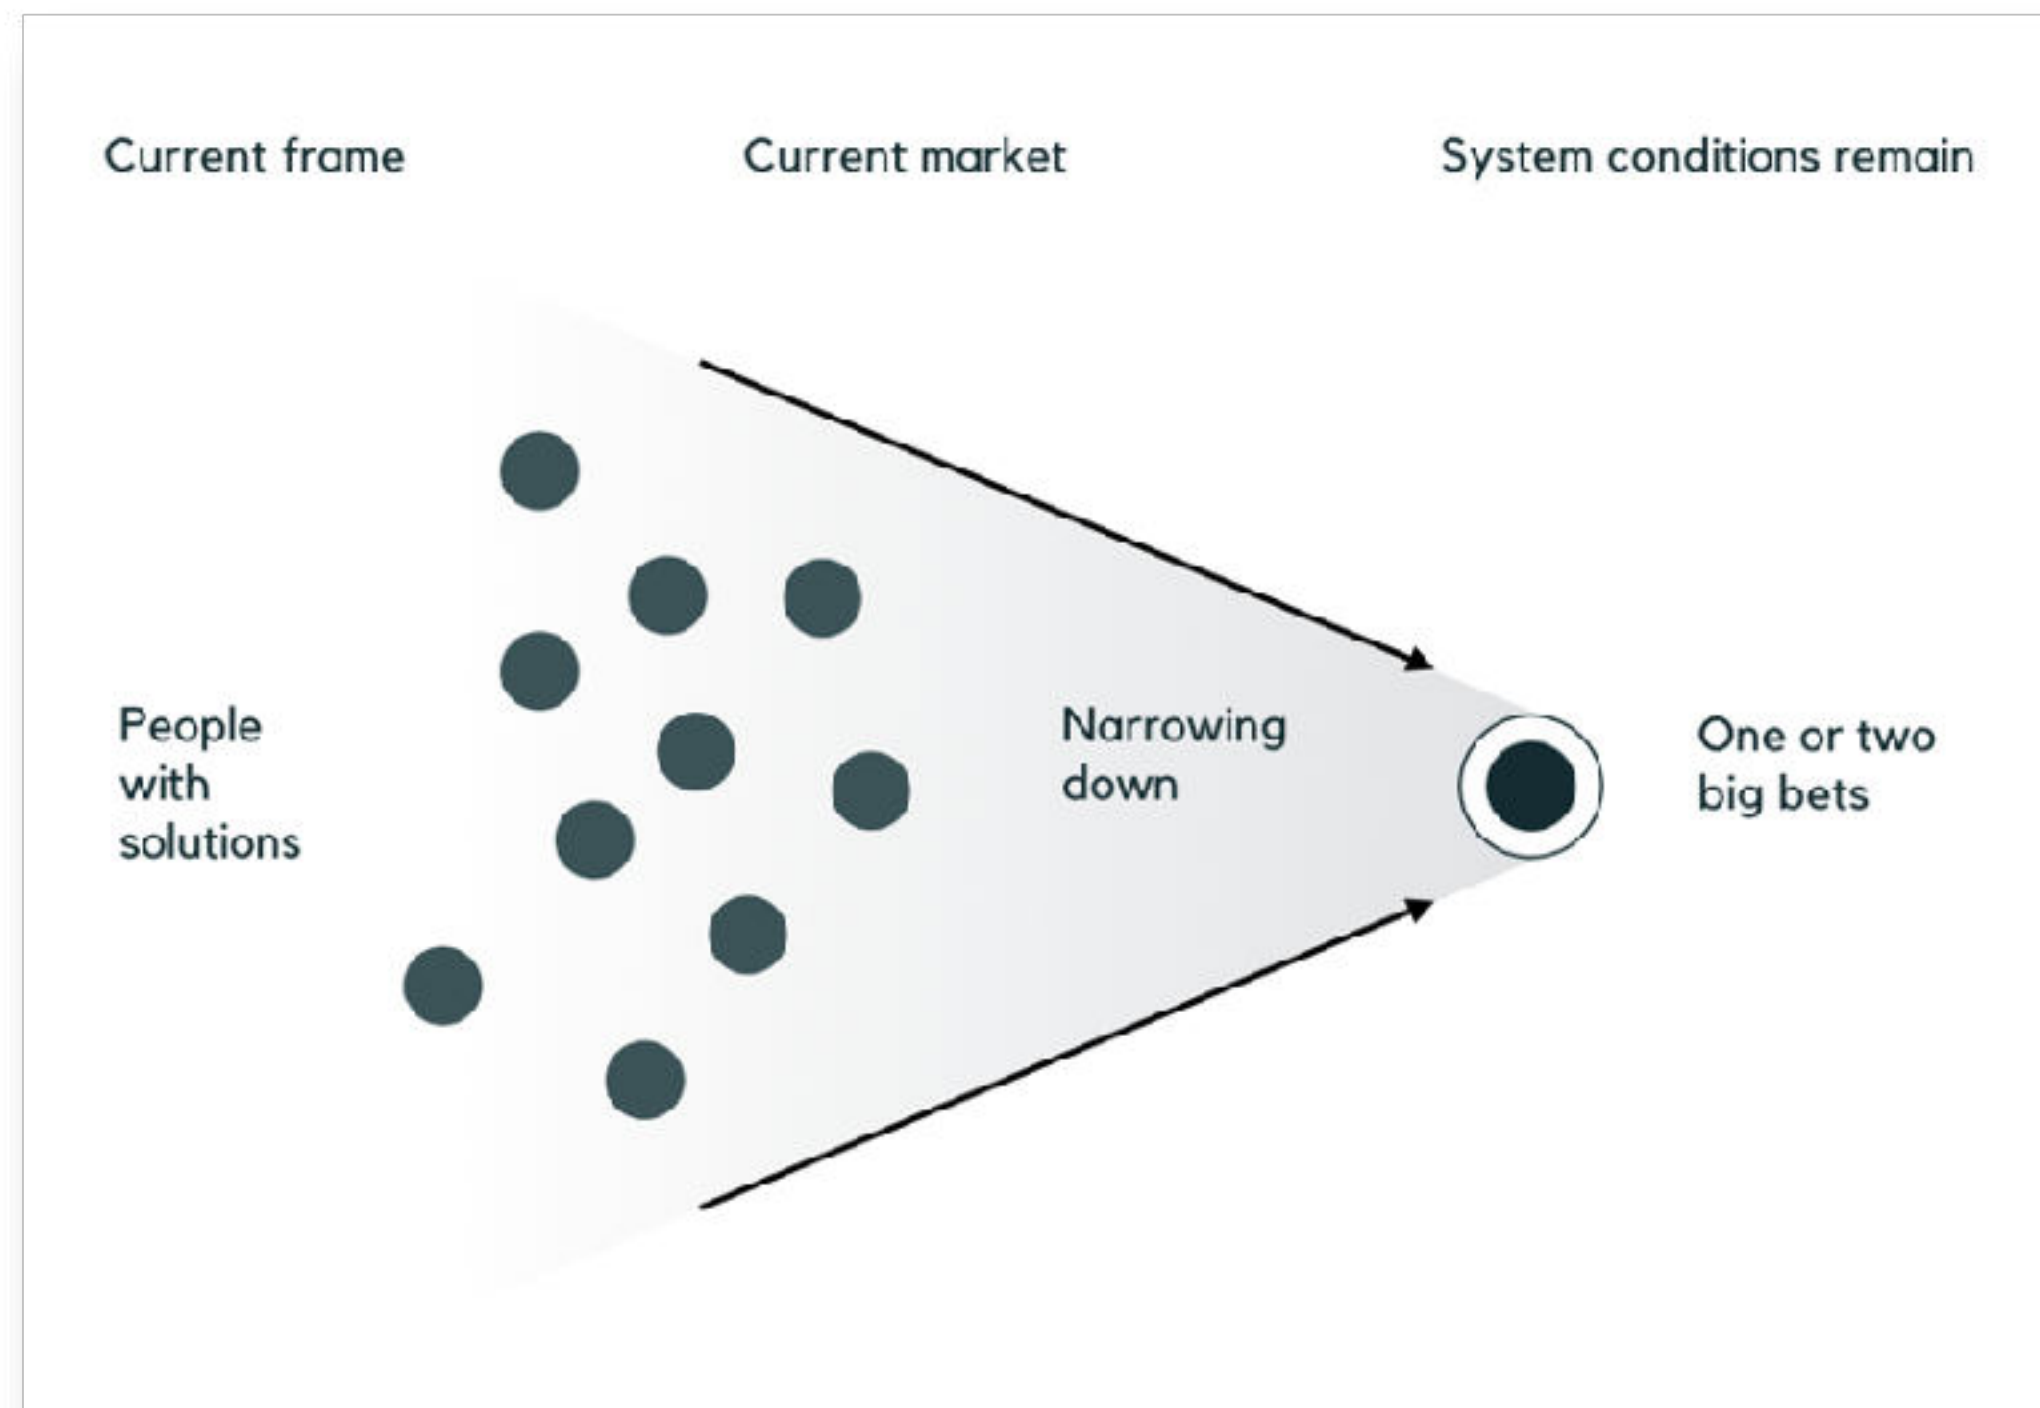 Current frame
Current market
System conditions remain
People
with
solutions
Narrowing
down
One or two
big bets